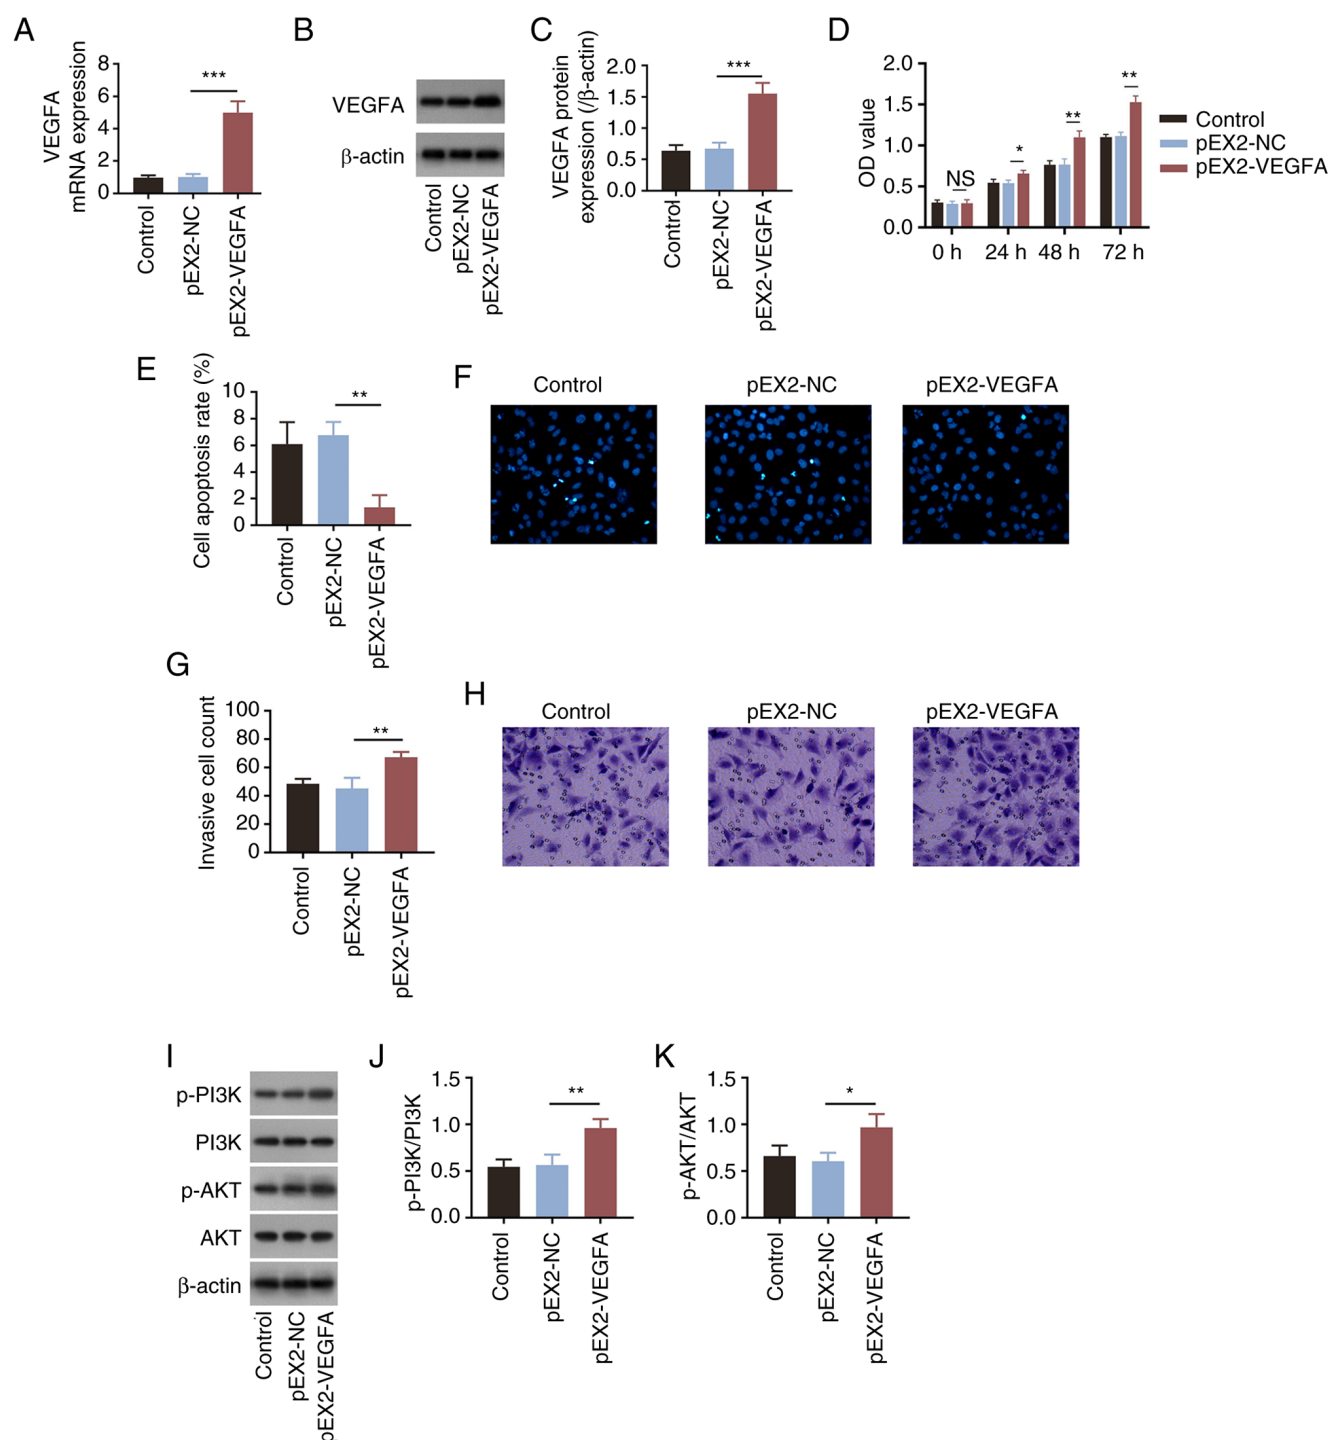 A
VEGFA
mRNA expression
8
6
4
2
0
***
Control
pEX2-NC
pEX2-VEGFA
B
VEGFA
β-actin
Control
pEX2-NC
pEX2-VEGFA
C
VEGFA protein
expression (/β-actin)
2.0
1.5
1.0
0.5
0.0
***
Control
pEX2-NC
pEX2-VEGFA
D
OD value
2.0
1.5
1.0
0.5
0.0
NS
*
**
**
0 h
24 h
48 h
72 h
Control
pEX2-NC
pEX2-VEGFA
E
Cell apoptosis rate (%)
10
8
6
4
2
0
**
Control
pEX2-NC
pEX2-VEGFA
F
Control
pEX2-NC
pEX2-VEGFA
G
Invasive cell count
100
80
60
40
20
0
**
Control
pEX2-NC
pEX2-VEGFA
H
Control
pEX2-NC
pEX2-VEGFA
I
p-PI3K
PI3K
p-AKT
AKT
β-actin
Control
pEX2-NC
pEX2-VEGFA
J
p-PI3K/PI3K
1.5
1.0
0.5
0.0
**
Control
pEX2-NC
pEX2-VEGFA
K
p-AKT/AKT
1.5
1.0
0.5
0.0
*
Control
pEX2-NC
pEX2-VEGFA